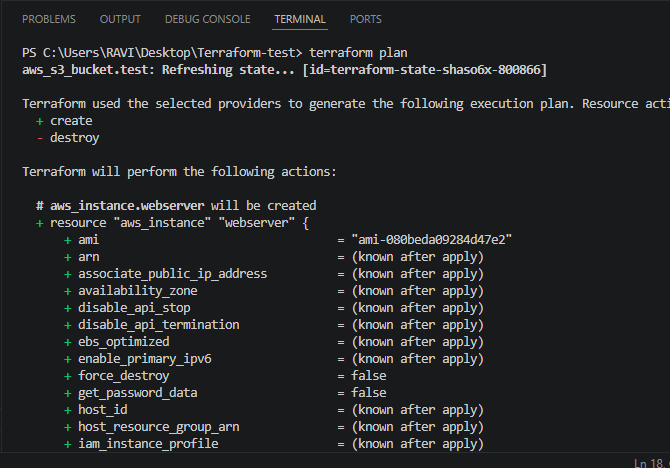 PROBLEMS OUTPUT DEBUG CONSOLE TERMINAL PORTS
PS C:\Users\RAVI\Desktop\Terraform-test> terraform plan
aws_s3_bucket.test: Refreshing state... [id=terraform-state-shaso6x-800866]
Terraform used the selected providers to generate the following execution plan. Resource acti
+ create
- destroy
Terraform will perform the following actions:
# aws_instance.webserver will be created
+ resource "aws_instance" "webserver" {
+ ami = "ami-080beda09284d47e2"
+ arn = (known after apply)
+ associate_public_ip_address = (known after apply)
+ availability_zone = (known after apply)
+ disable_api_stop = (known after apply)
+ disable_api_termination = (known after apply)
+ ebs_optimized = (known after apply)
+ enable_primary_ipv6 = (known after apply)
+ force_destroy = false
+ get_password_data = false
+ host_id = (known after apply)
+ host_resource_group_arn = (known after apply)
+ iam_instance_profile = (known after apply)
Ln 18,